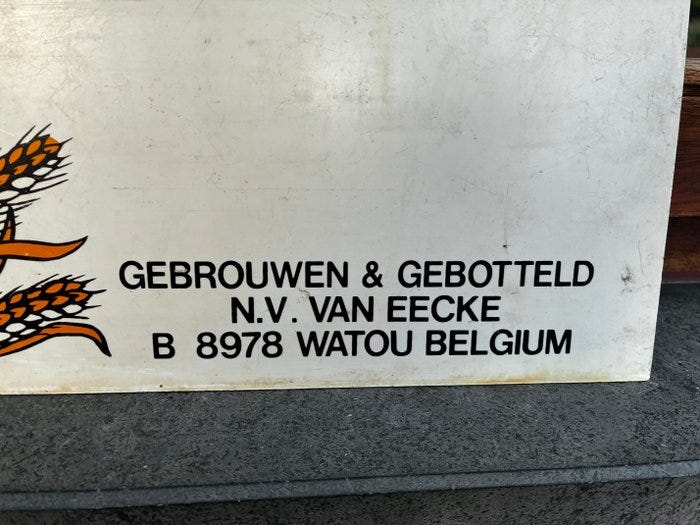 GEBROUWEN & GEBOTTELD
N.V. VAN EECKE
B 8978 WATOU BELGIUM